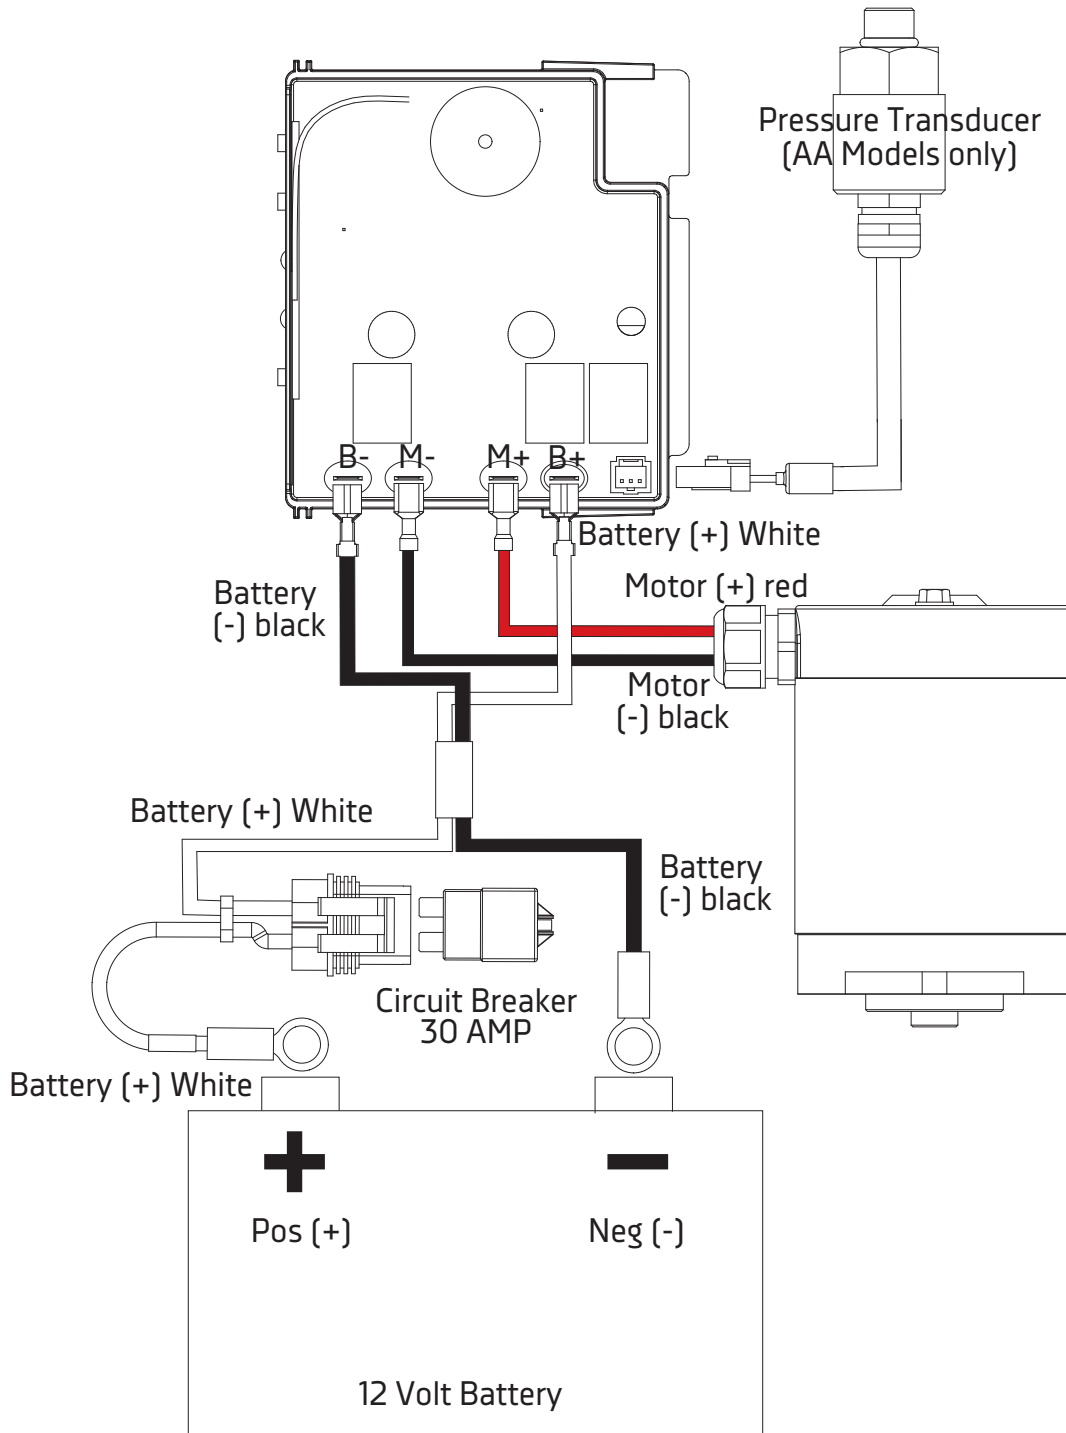 Pressure Transducer
(AA Models only)
B-
M-
M+
B+
Battery (+) White
Battery
(-) black
Motor (+) red
Motor
(-) black
Battery (+) White
Battery
(-) black
Circuit Breaker
30 AMP
Battery (+) White
+
-
Pos (+)
Neg (-)
12 Volt Battery